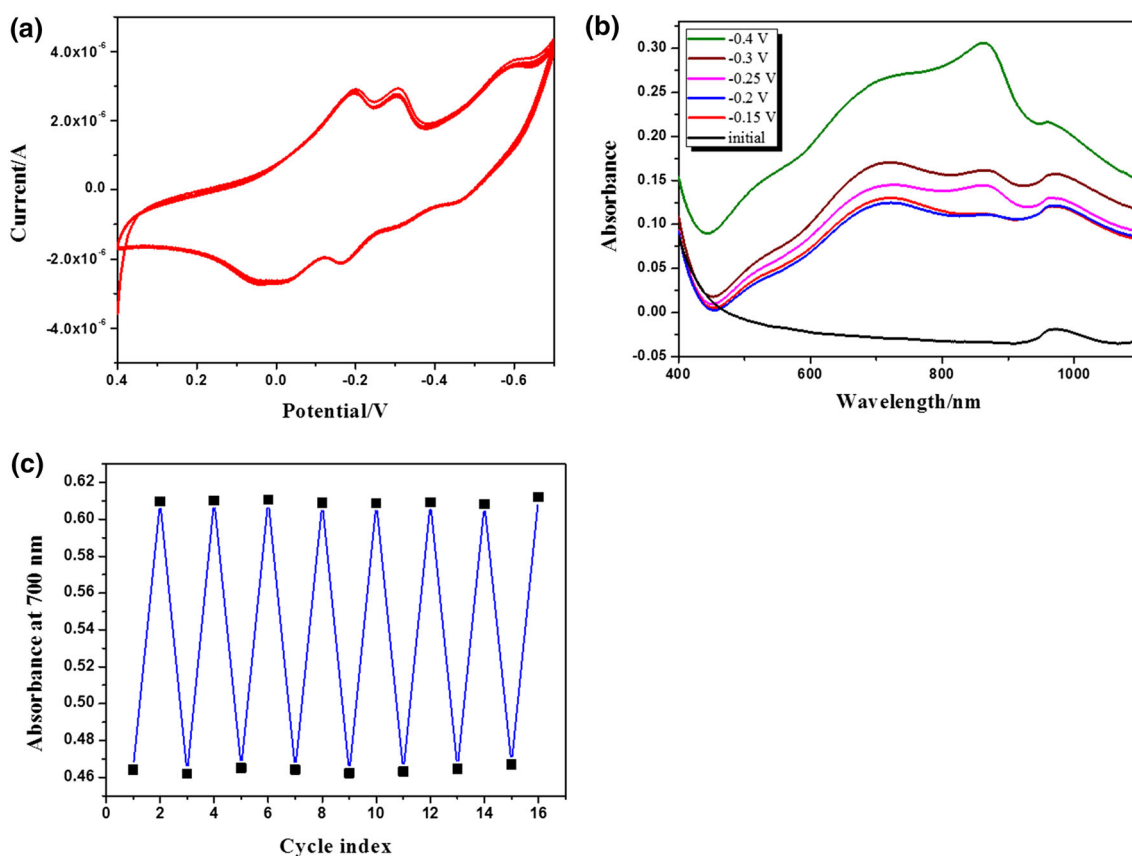 (a)
4.0x10⁻⁶
2.0x10⁻⁶
0.0
-2.0x10⁻⁶
-4.0x10⁻⁶
Current/A
0.4 0.2 0.0 -0.2 -0.4 -0.6
Potential/V
(b)
0.30
0.25
0.20
0.15
0.10
0.05
0.00
-0.05
Absorbance
-0.4 V
-0.3 V
-0.25 V
-0.2 V
-0.15 V
initial
400 600 800 1000
Wavelength/nm
(c)
0.62
0.60
0.58
0.56
0.54
0.52
0.50
0.48
0.46
Absorbance at 700 nm
0 2 4 6 8 10 12 14 16
Cycle index